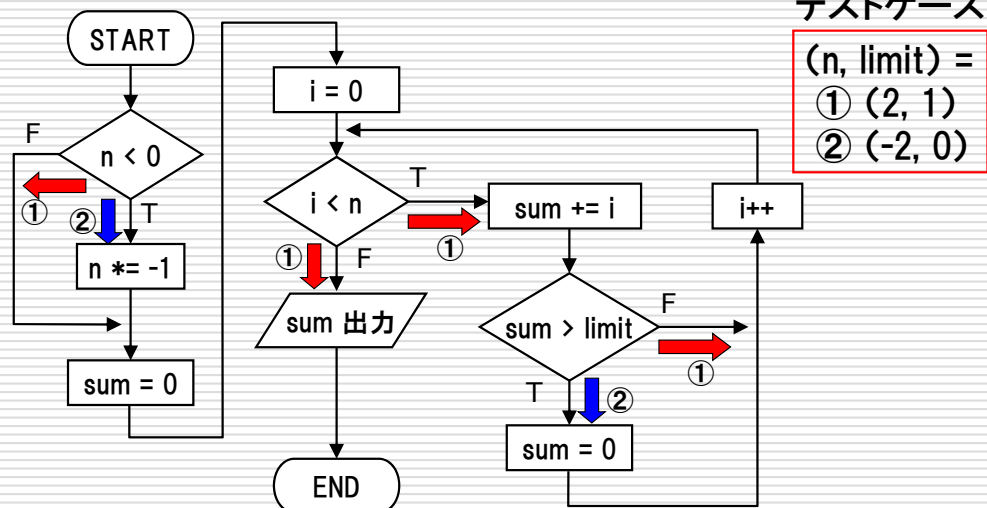 テストケース
(n, limit) =
① (2, 1)
② (-2, 0)
START
n < 0
F
①
②
T
n *= -1
sum = 0
i = 0
i < n
T
①
①
F
sum 出力
END
sum += i
sum > limit
F
①
T
②
sum = 0
i++